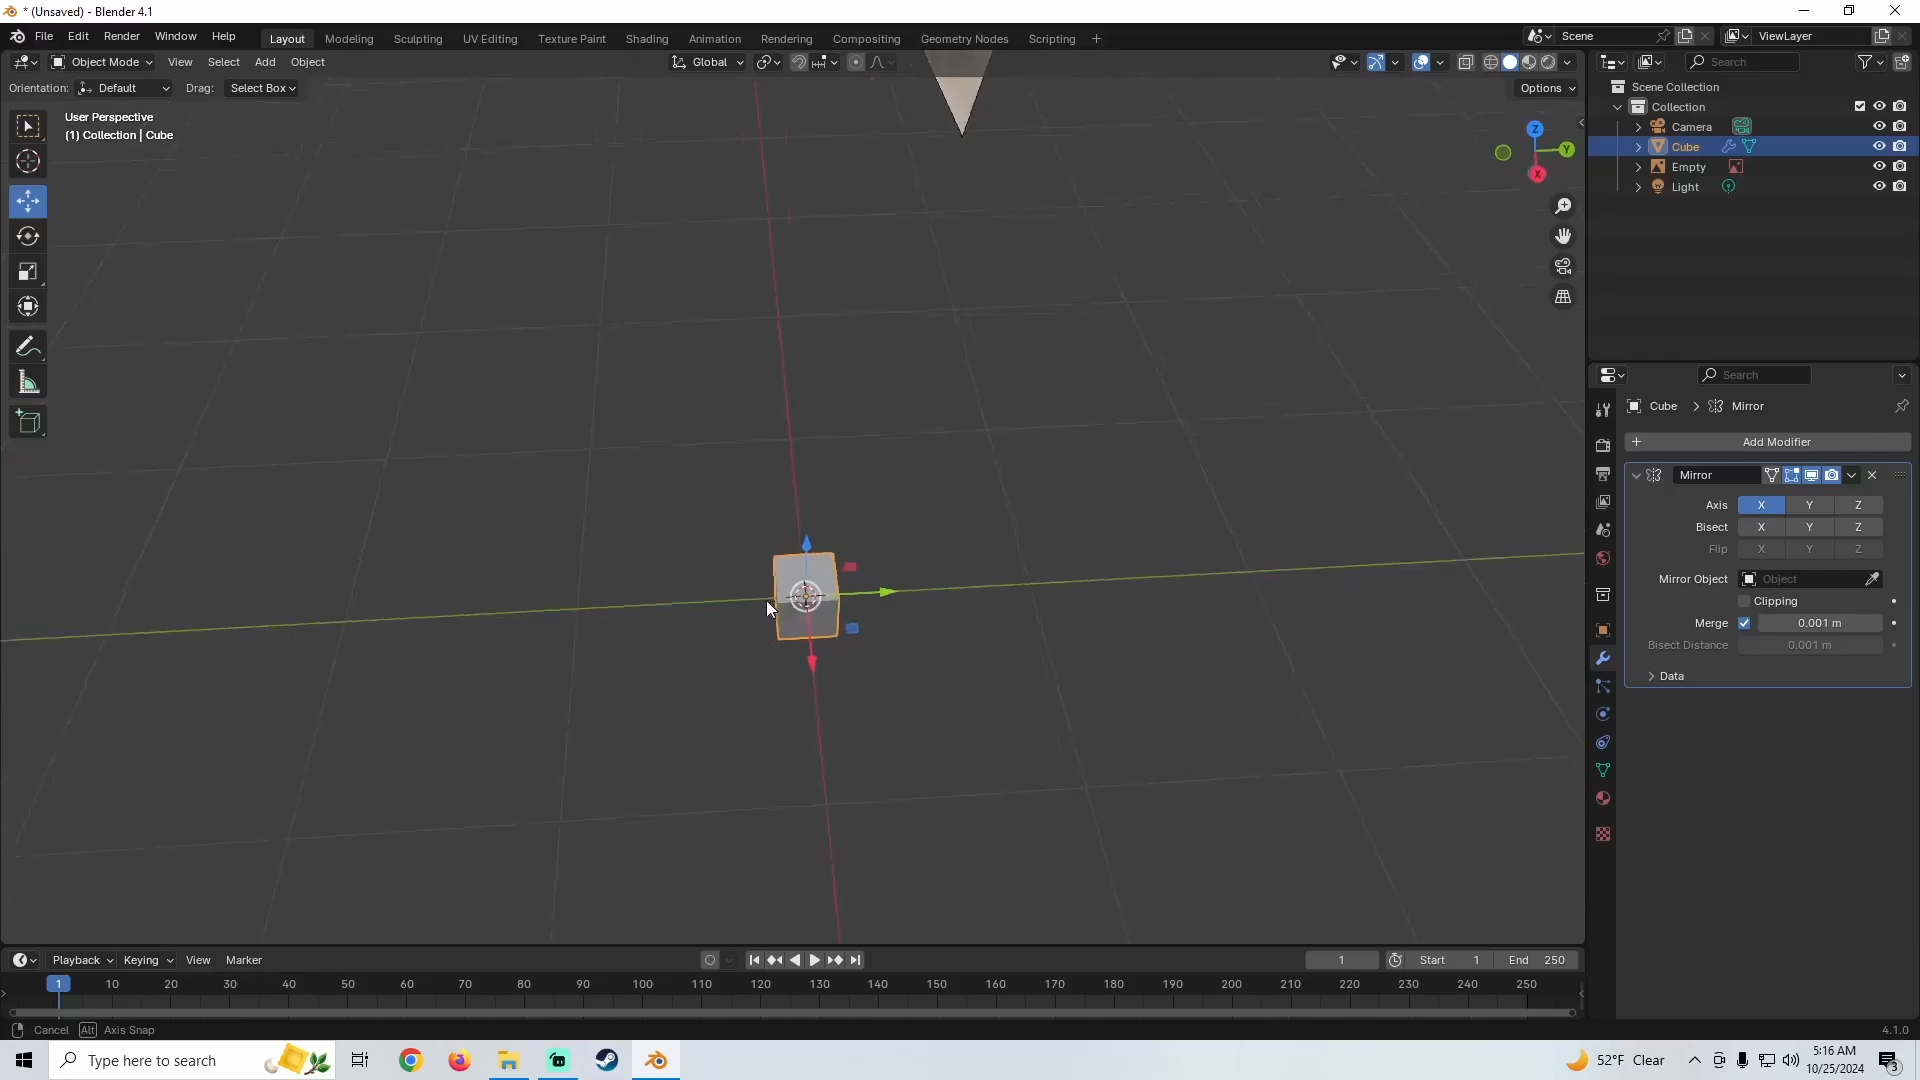 * (Unsaved) - Blender 4.1
File Edit Render Window Help Layout Modeling Sculpting UV Editing Texture Paint Shading Animation Rendering Compositing Geometry Nodes Scripting + Scene ViewLayer
Object Mode View Select Add Object Global Search
Orientation: Default Drag: Select Box Options
User Perspective
(1) Collection | Cube
Z
Y
X
Scene Collection
Collection
Camera
Cube
Empty
Light
Search
Cube > Mirror
+ Add Modifier
Mirror
Axis X Y Z
Bisect X Y Z
Flip X Y Z
Mirror Object Object
Clipping
Merge 0.001 m
Bisect Distance 0.001 m
Data
Playback Keying View Marker 1 Start 1 End 250
1 10 20 30 40 50 60 70 80 90 100 110 120 130 140 150 160 170 180 190 200 210 220 230 240 250
Cancel Alt Axis Snap 4.1.0
Type here to search 52°F Clear 5:16 AM
10/25/2024 3